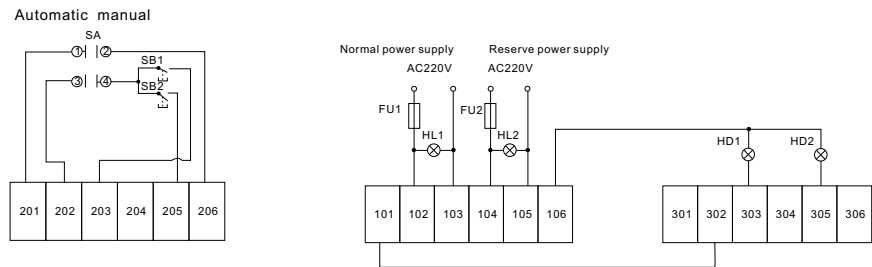 Automatic manual
SA
1 2
SB1
3 4
SB2
201 202 203 204 205 206
Normal power supply Reserve power supply
AC220V AC220V
FU1 FU2
HL1 HL2
HD1 HD2
101 102 103 104 105 106
301 302 303 304 305 306